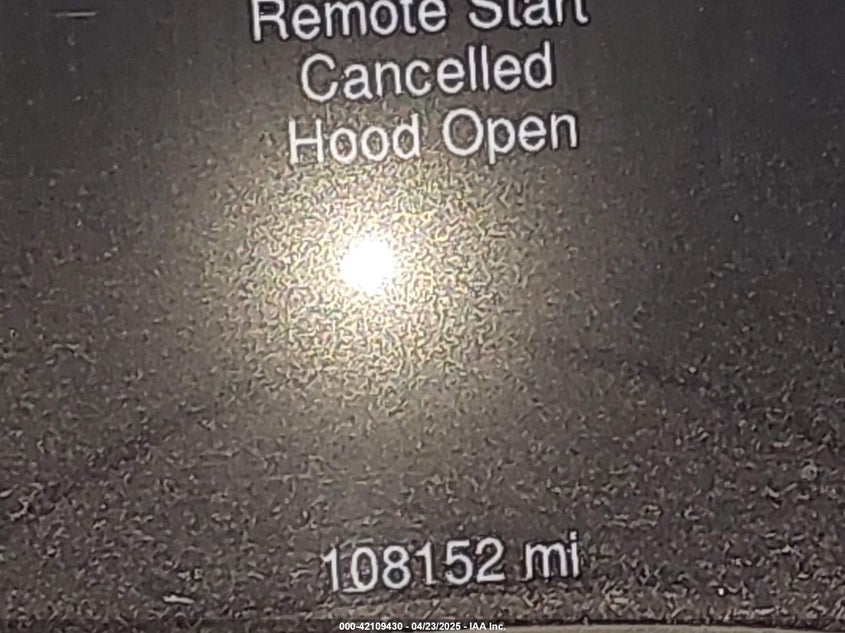 Remote Start
Cancelled
Hood Open
108152 mi
000-42109430 - 04/23/2025 - IAA Inc.